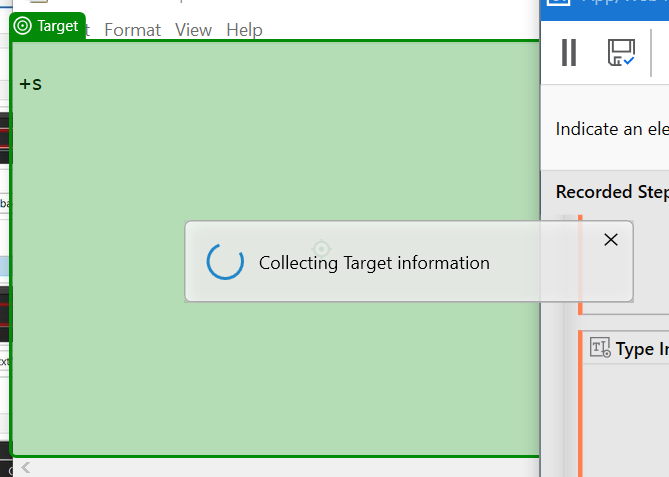 Target
Format View Help
+s
Collecting Target information
Indicate an ele
Recorded Step
Type In